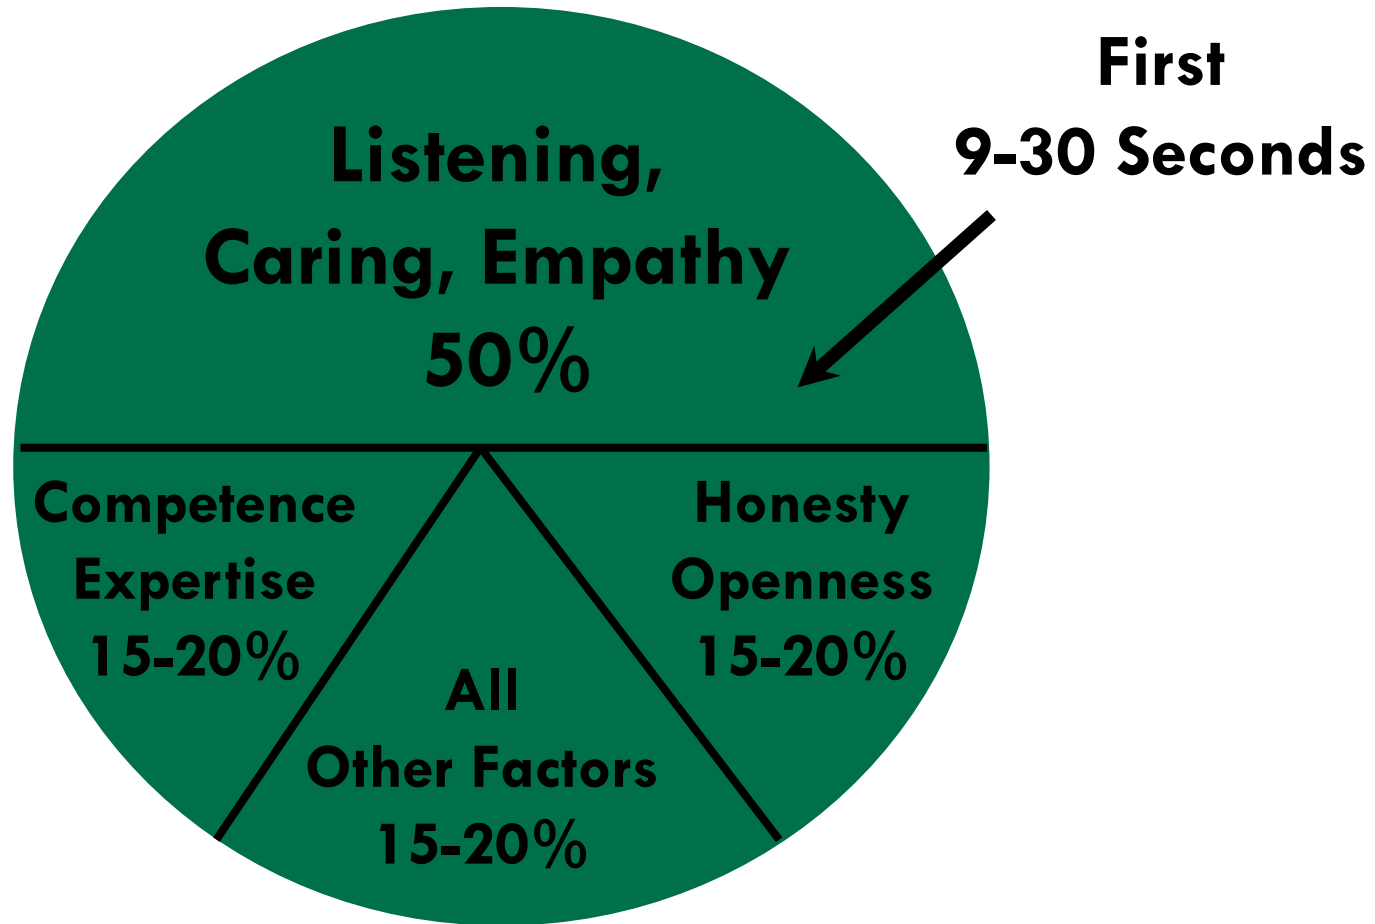 First
9-30 Seconds
Listening,
Caring, Empathy
50%
Competence
Expertise
15-20%
Honesty
Openness
15-20%
All
Other Factors
15-20%